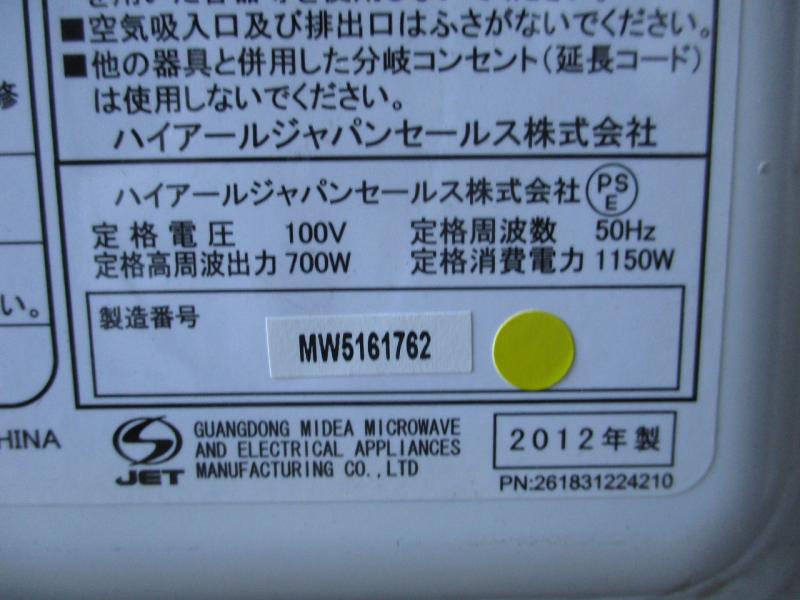 ■空気吸入口及び排出口はふさがないでください。
■他の器具と併用した分岐コンセント(延長コード)
は使用しないでください。
ハイアールジャパンセールス株式会社
修
ハイアールジャパンセールス株式会社 PSE
定格電圧 100V 定格周波数 50Hz
定格高周波出力 700W 定格消費電力 1150W
い。
製造番号
MW5161762
HINA
JET
GUANGDONG MIDEA MICROWAVE
AND ELECTRICAL APPLIANCES
MANUFACTURING CO.,LTD
2012年製
PN:261831224210